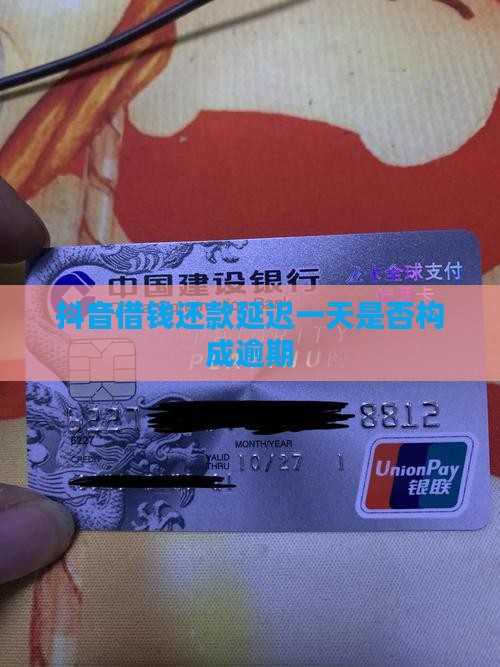 中国建设银行
全球支付
抖音借钱还款延迟一天是否构
成逾期
6227 8812
6227
MONTH/YEAR
CREDIT VALID
THRU 10/27 1
UnionPay
银联